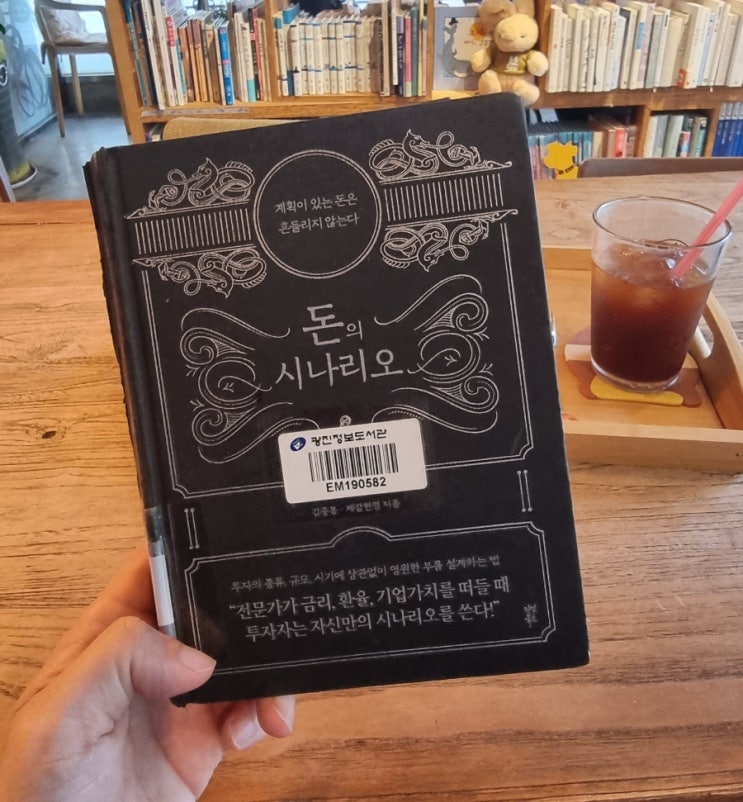 계획이 있는 돈은
흔들리지 않는다
돈의
시나리오
광진정보도서관
EM190582
김종봉 · 제갈현열 지음
투자의 종류, 규모, 시기에 상관없이 영원한 부를 설계하는 법
“전문가가 금리, 환율, 기업가치를 떠들 때
투자자는 자신만의 시나리오를 쓴다!”